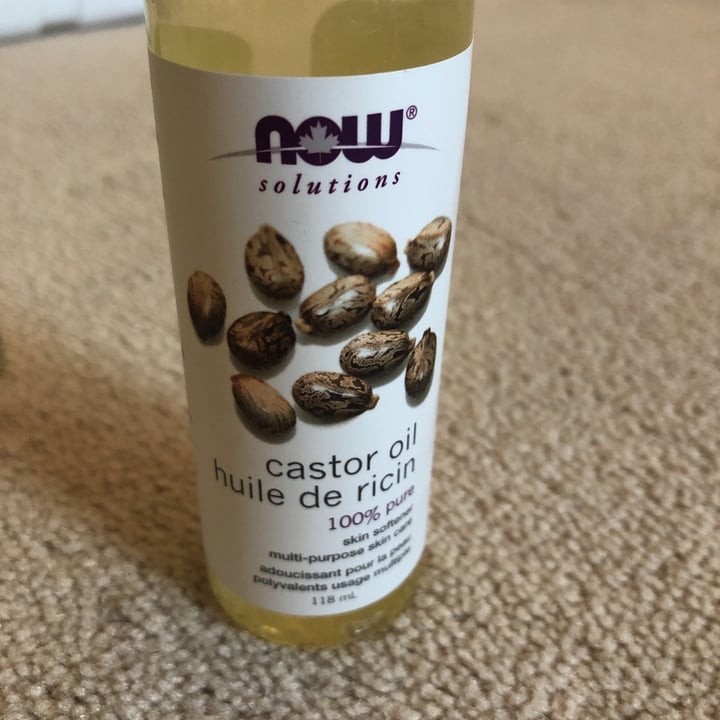 NOW®
solutions
castor oil
huile de ricin
100% pure
skin softener
multi-purpose skin care
adoucissant pour la peau
polyvalents usage multiple
118 mL